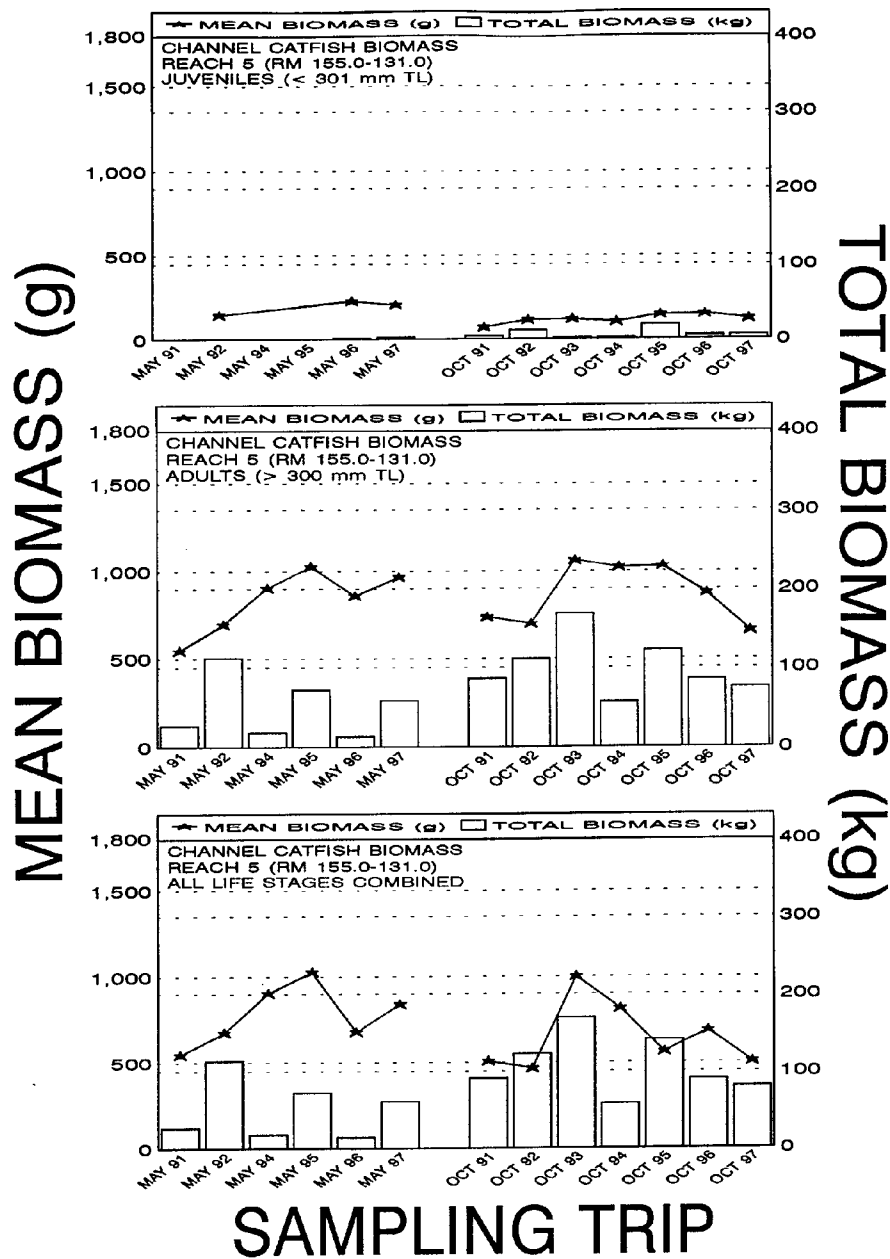 MEAN BIOMASS (g)
TOTAL BIOMASS (kg)
MEAN BIOMASS (g) TOTAL BIOMASS (kg)
CHANNEL CATFISH BIOMASS
REACH 5 (RM 155.0-131.0)
JUVENILES (< 301 mm TL)
1,800
1,500
1,000
500
0
400
300
200
100
0
MAY 91 MAY 92 MAY 94 MAY 95 MAY 96 MAY 97 OCT 91 OCT 92 OCT 93 OCT 94 OCT 95 OCT 96 OCT 97
MEAN BIOMASS (g) TOTAL BIOMASS (kg)
CHANNEL CATFISH BIOMASS
REACH 5 (RM 155.0-131.0)
ADULTS (> 300 mm TL)
1,800
1,500
1,000
500
0
400
300
200
100
0
MAY 91 MAY 92 MAY 94 MAY 95 MAY 96 MAY 97 OCT 91 OCT 92 OCT 93 OCT 94 OCT 95 OCT 96 OCT 97
MEAN BIOMASS (g) TOTAL BIOMASS (kg)
CHANNEL CATFISH BIOMASS
REACH 5 (RM 155.0-131.0)
ALL LIFE STAGES COMBINED
1,800
1,500
1,000
500
0
400
300
200
100
0
MAY 91 MAY 92 MAY 94 MAY 95 MAY 96 MAY 97 OCT 91 OCT 92 OCT 93 OCT 94 OCT 95 OCT 96 OCT 97
SAMPLING TRIP